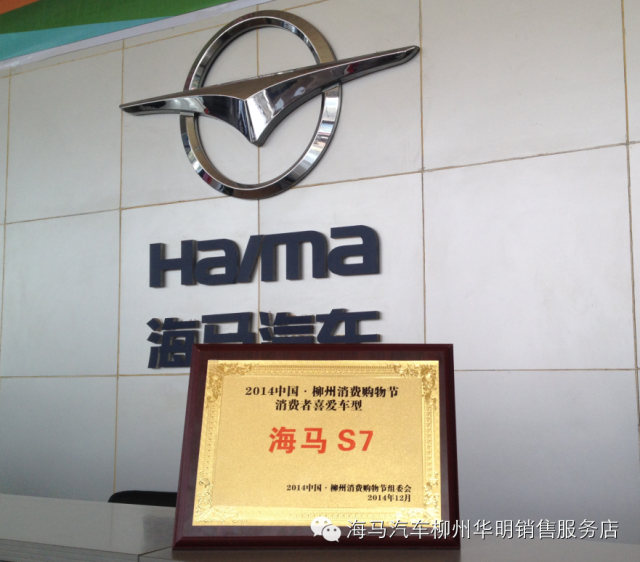 Haima
海马汽车
2014中国·柳州消费购物节
消费者喜爱车型
海马 S7
2014中国·柳州消费购物节组委会
2014年12月
海马汽车柳州华明销售服务店